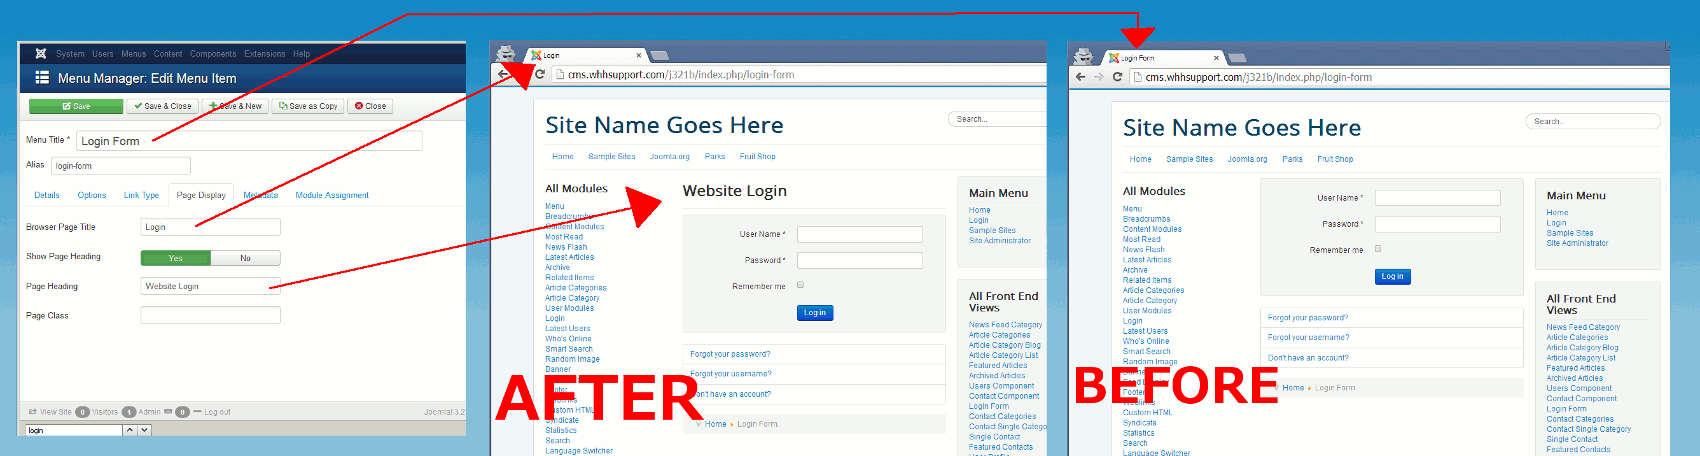 System Users Menus Content Components Extensions Help
Menu Manager: Edit Menu Item
Save Save & Close Save & New Save as Copy Close
Menu Title * Login Form
Alias login-form
Details Options Link Type Page Display Metadata Module Assignment
Browser Page Title Login
Show Page Heading Yes No
Page Heading Website Login
Page Class
View Site 0 Visitors 1 Admin 0 Log out Joomla! 3.2
login
Login
cms.whhsupport.com/j321b/index.php/login-form
Site Name Goes Here
Search...
Home Sample Sites Joomla.org Parks Fruit Shop
All Modules
Menu
Breadcrumbs
Content Modules
Most Read
News Flash
Latest Articles
Archive
Related Items
Article Categories
Article Category
User Modules
Login
Latest Users
Who's Online
Smart Search
Random Image
Banner
Custom HTML
Syndicate
Statistics
Search
Language Switcher
Website Login
User Name *
Password *
Remember me
Log in
Forgot your password?
Forgot your username?
Don't have an account?
Home Login Form
Main Menu
Home
Login
Sample Sites
Site Administrator
All Front End
Views
News Feed Category
Article Categories
Article Category Blog
Article Category List
Featured Articles
Archived Articles
Users Component
Contact Component
Login Form
Contact Categories
Contact Single Catego
Single Contact
Featured Contacts
AFTER
Login Form
cms.whhsupport.com/j321b/index.php/login-form
Site Name Goes Here
Search...
Home Sample Sites Joomla.org Parks Fruit Shop
All Modules
Menu
Breadcrumbs
Content Modules
Most Read
News Flash
Latest Articles
Archive
Related Items
Article Categories
Article Category
User Modules
Login
Latest Users
Who's Online
Smart Search
Random Image
Footer
Custom HTML
Syndicate
Statistics
Search
Language Switcher
User Name *
Password *
Remember me
Log in
Forgot your password?
Forgot your username?
Don't have an account?
Home Login Form
Main Menu
Home
Login
Sample Sites
Site Administrator
All Front End
Views
News Feed Category
Article Categories
Article Category Blog
Article Category List
Featured Articles
Archived Articles
Users Component
Contact Component
Login Form
Contact Categories
Contact Single Category
Single Contact
Featured Contacts
BEFORE